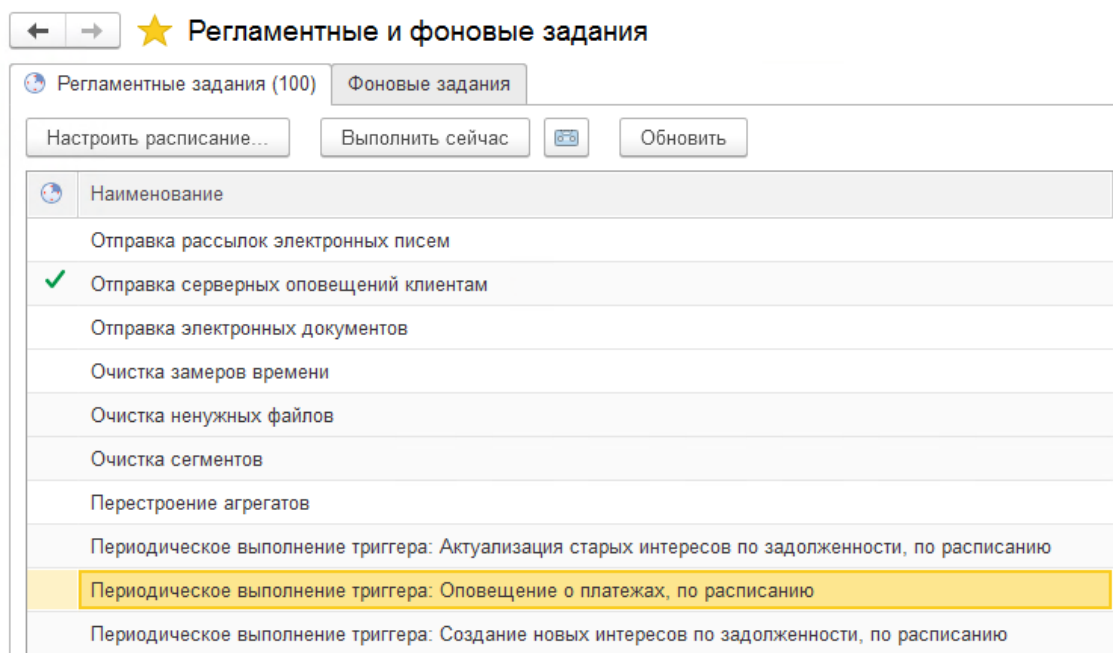 Регламентные и фоновые задания
Регламентные задания (100) Фоновые задания
Настроить расписание... Выполнить сейчас Обновить
Наименование
Отправка рассылок электронных писем
Отправка серверных оповещений клиентам
Отправка электронных документов
Очистка замеров времени
Очистка ненужных файлов
Очистка сегментов
Перестроение агрегатов
Периодическое выполнение триггера: Актуализация старых интересов по задолженности, по расписанию
Периодическое выполнение триггера: Оповещение о платежах, по расписанию
Периодическое выполнение триггера: Создание новых интересов по задолженности, по расписанию